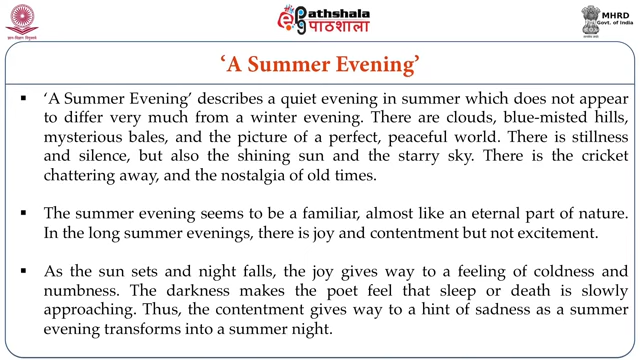 ePathshala
पाठशाला
MHRD
Govt. of India
‘A Summer Evening’
▪ ‘A Summer Evening’ describes a quiet evening in summer which does not appear
to differ very much from a winter evening. There are clouds, blue-misted hills,
mysterious bales, and the picture of a perfect, peaceful world. There is stillness
and silence, but also the shining sun and the starry sky. There is the cricket
chattering away, and the nostalgia of old times.
▪ The summer evening seems to be a familiar, almost like an eternal part of nature.
In the long summer evenings, there is joy and contentment but not excitement.
▪ As the sun sets and night falls, the joy gives way to a feeling of coldness and
numbness. The darkness makes the poet feel that sleep or death is slowly
approaching. Thus, the contentment gives way to a hint of sadness as a summer
evening transforms into a summer night.